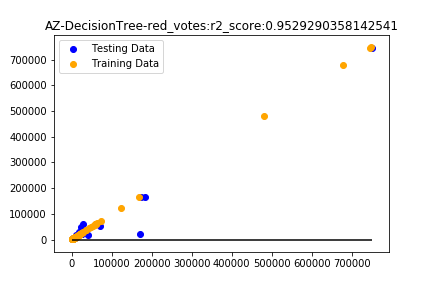 AZ-DecisionTree-red_votes:r2_score:0.9529290358142541
Testing Data
Training Data
700000
600000
500000
400000
300000
200000
100000
0
0 100000 200000 300000 400000 500000 600000 700000